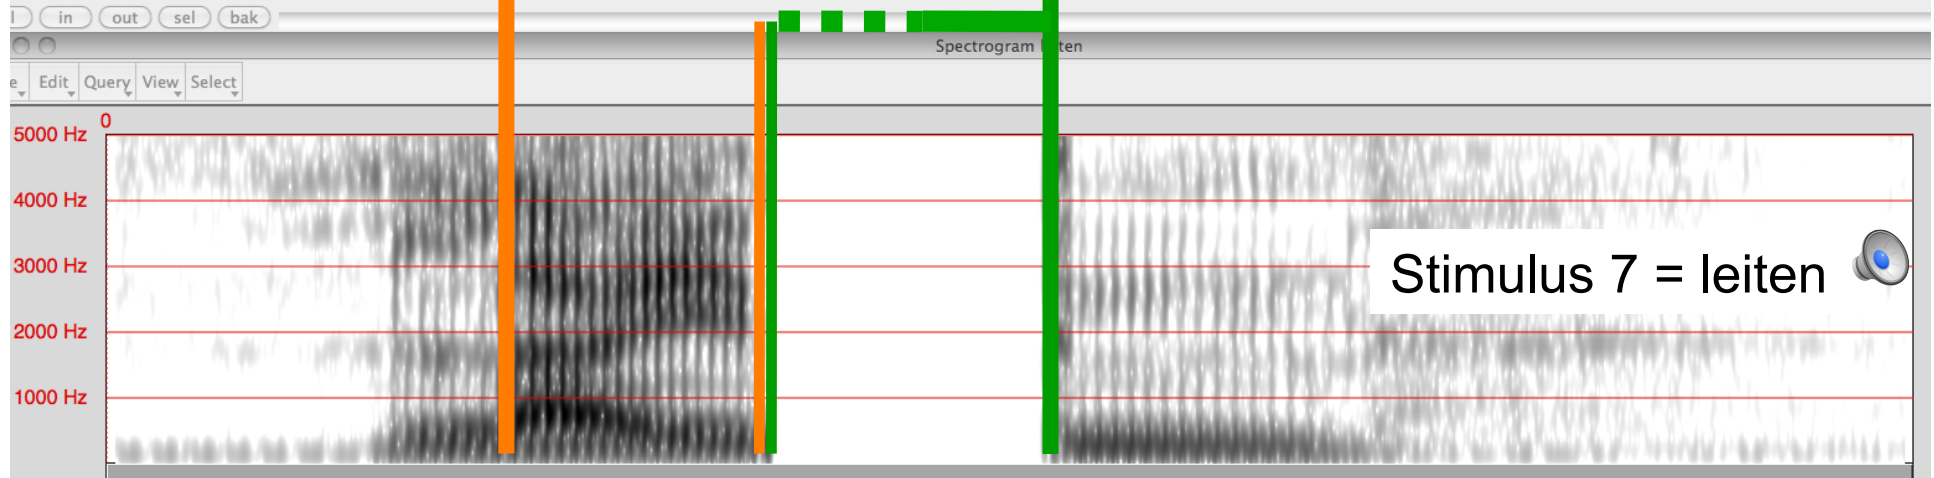 in out sel bak
Spectrogram
Edit Query View Select
0
5000 Hz
4000 Hz
3000 Hz
2000 Hz
1000 Hz
Stimulus 7 = leiten